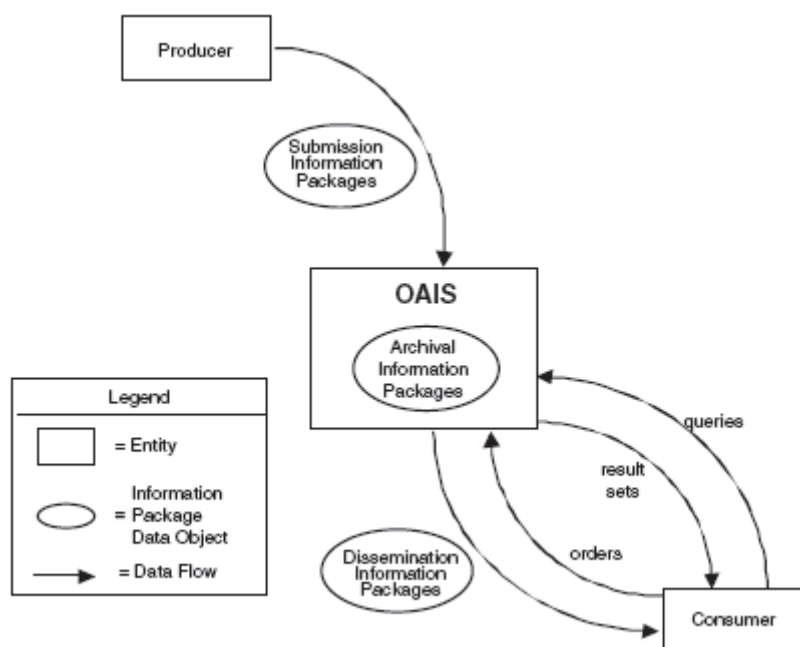 Producer
Submission
Information
Packages
OAIS
Archival
Information
Packages
queries
result
sets
orders
Dissemination
Information
Packages
Consumer
Legend
= Entity
Information
= Package
Data Object
= Data Flow